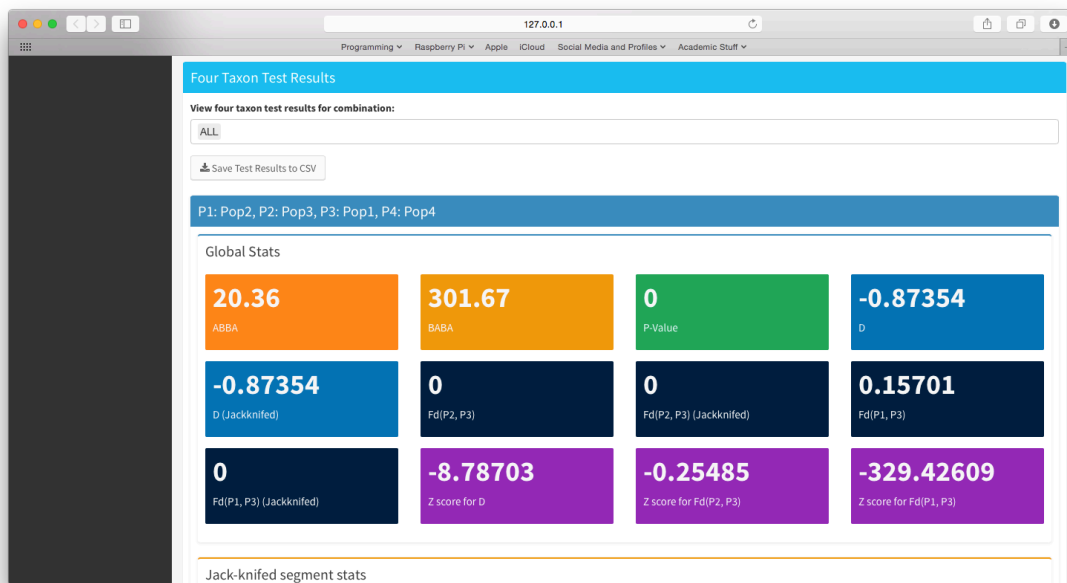 127.0.0.1
Programming Raspberry Pi Apple iCloud Social Media and Profiles Academic Stuff
Four Taxon Test Results
View four taxon test results for combination:
ALL
Save Test Results to CSV
P1: Pop2, P2: Pop3, P3: Pop1, P4: Pop4
Global Stats
20.36
ABBA
301.67
BABA
0
P-Value
-0.87354
D
-0.87354
D (Jackknifed)
0
Fd(P2, P3)
0
Fd(P2, P3) (Jackknifed)
0.15701
Fd(P1, P3)
0
Fd(P1, P3) (Jackknifed)
-8.78703
Z score for D
-0.25485
Z score for Fd(P2, P3)
-329.42609
Z score for Fd(P1, P3)
Jack-knifed segment stats